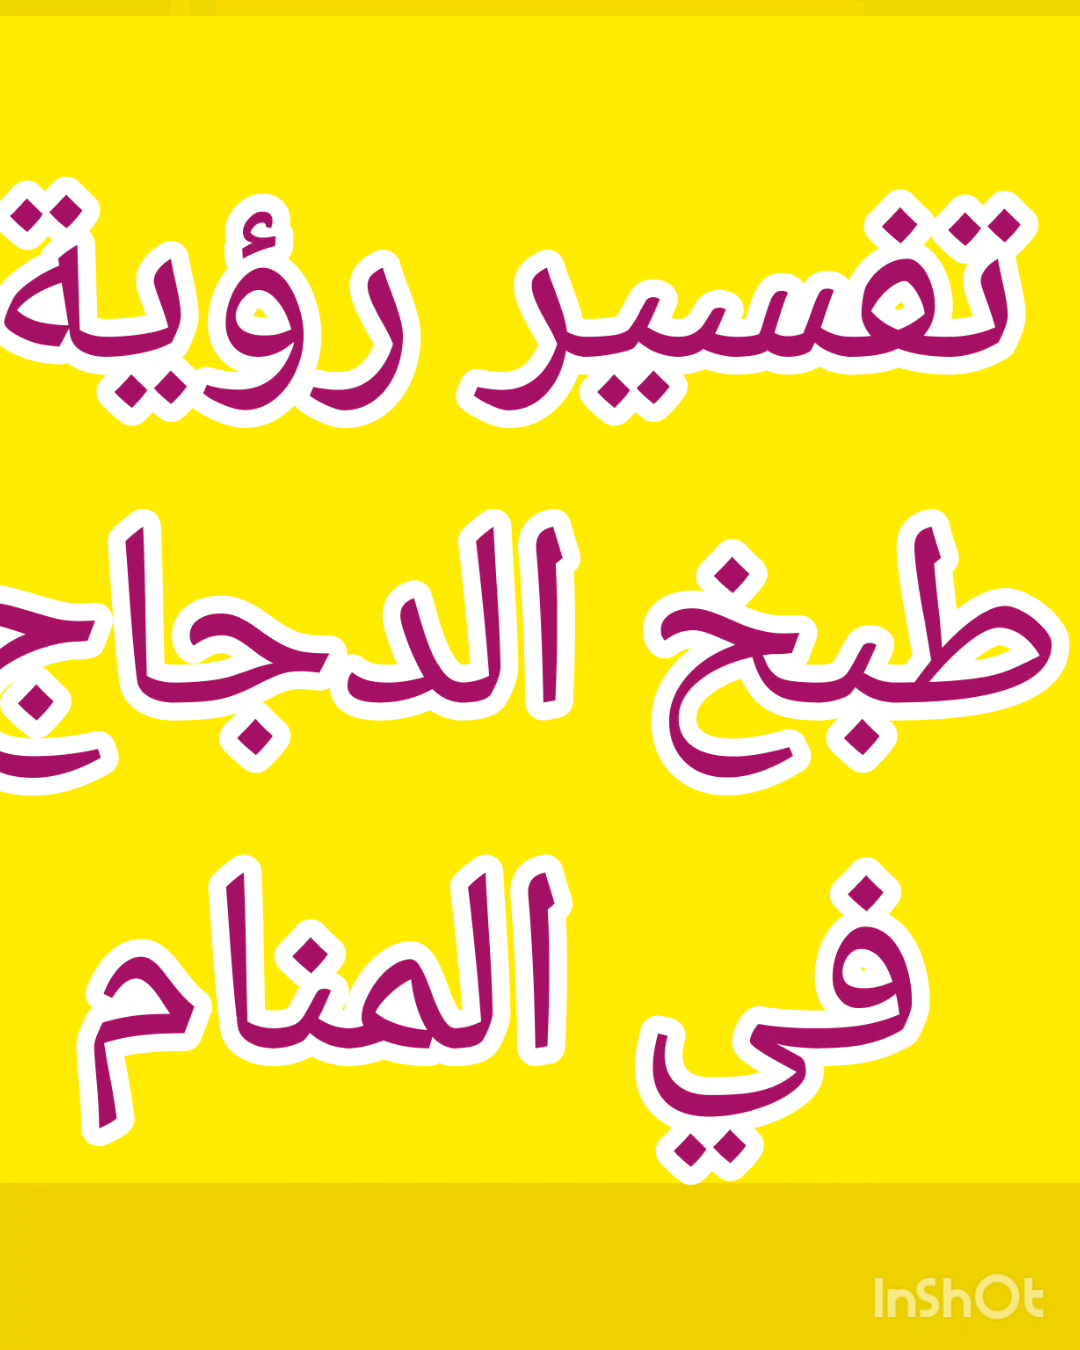 تفسير رؤية
طبخ الدجاج
في المنام
InShOt